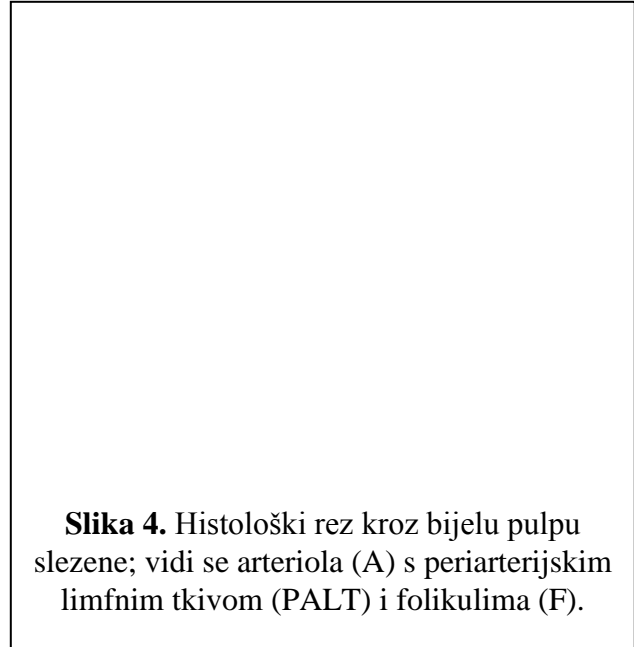 Slika 4. Histološki rez kroz bijelu pulpu
slezene; vidi se arteriola (A) s periarterijskim
limfnim tkivom (PALT) i folikulima (F).